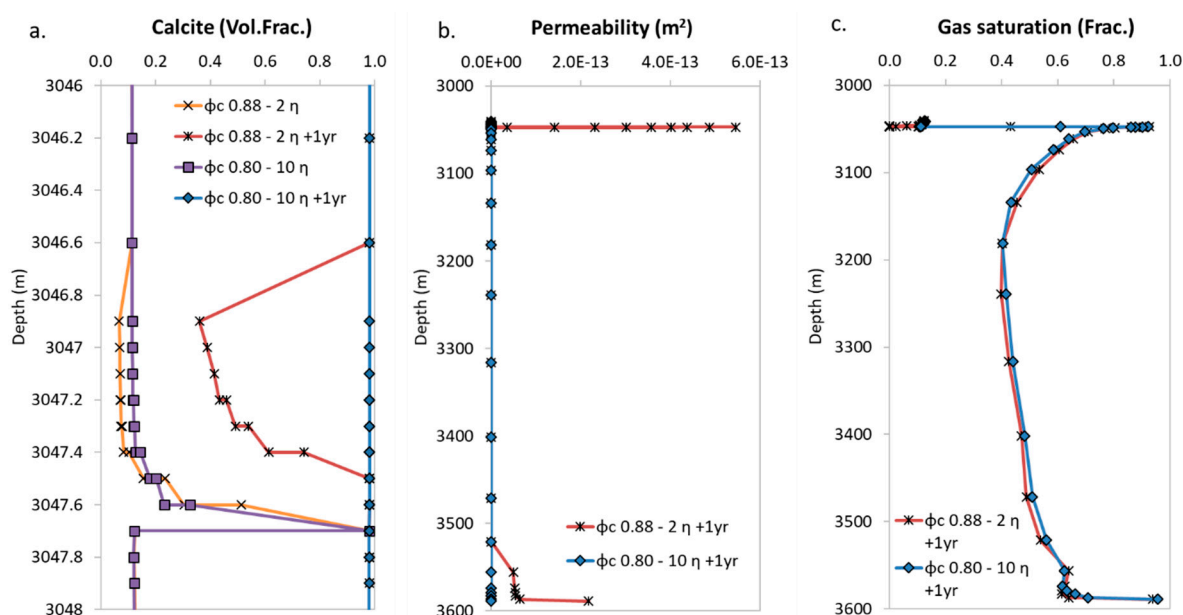 a.
Calcite (Vol.Frac.)
0.0 0.2 0.4 0.6 0.8 1.0
Depth (m)
3046
3046.2
3046.4
3046.6
3046.8
3047
3047.2
3047.4
3047.6
3047.8
3048
ϕc 0.88 - 2 η
ϕc 0.88 - 2 η +1yr
ϕc 0.80 - 10 η
ϕc 0.80 - 10 η +1yr
b.
Permeability (m²)
0.0E+00 2.0E-13 4.0E-13 6.0E-13
Depth (m)
3000
3100
3200
3300
3400
3500
3600
ϕc 0.88 - 2 η +1yr
ϕc 0.80 - 10 η +1yr
c.
Gas saturation (Frac.)
0.0 0.2 0.4 0.6 0.8 1.0
Depth (m)
3000
3100
3200
3300
3400
3500
3600
ϕc 0.88 - 2 η
+1yr
ϕc 0.80 - 10 η
+1yr